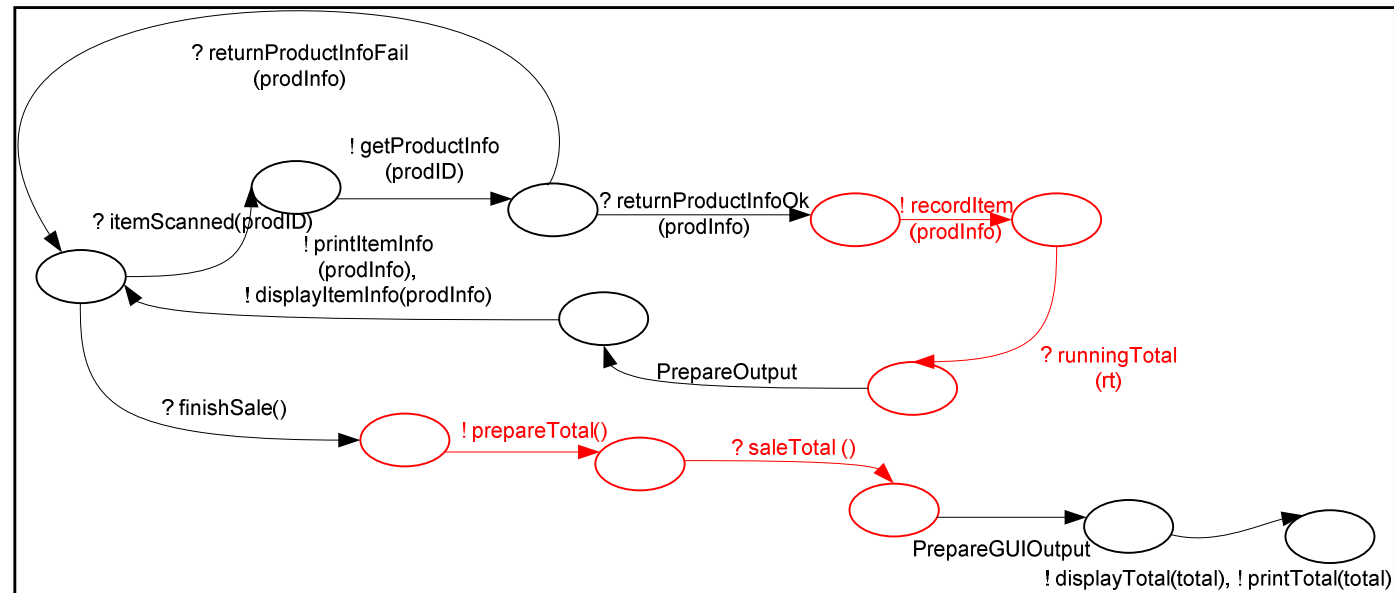 ? returnProductInfoFail
(prodInfo)
! getProductInfo
(prodID)
? returnProductInfoOk
(prodInfo)
! recordItem
(prodInfo)
? itemScanned(prodID)
! printItemInfo
(prodInfo),
! displayItemInfo(prodInfo)
? runningTotal
(rt)
PrepareOutput
? finishSale()
! prepareTotal()
? saleTotal ()
PrepareGUIOutput
! displayTotal(total), ! printTotal(total)